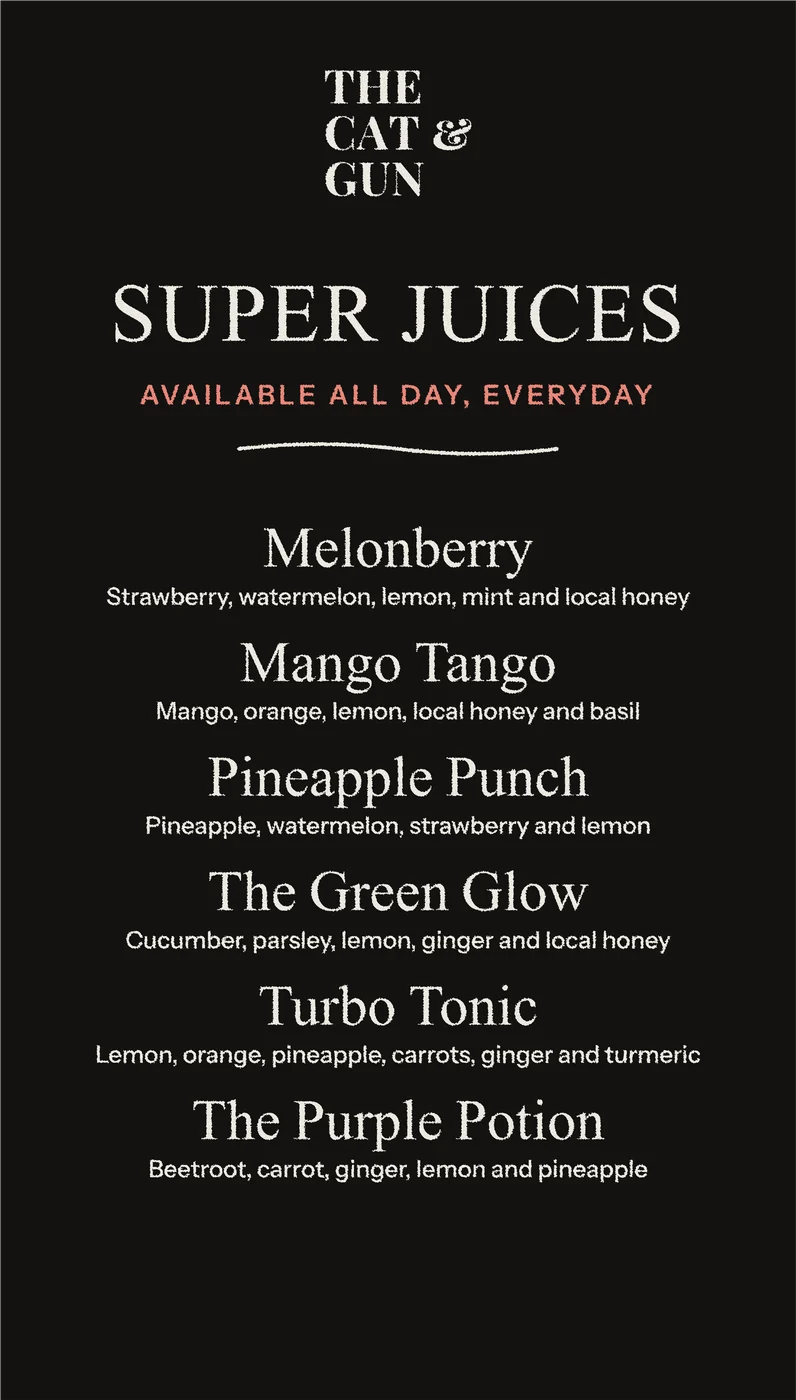 THE
CAT &
GUN
SUPER JUICES
AVAILABLE ALL DAY, EVERYDAY
Melonberry
Strawberry, watermelon, lemon, mint and local honey
Mango Tango
Mango, orange, lemon, local honey and basil
Pineapple Punch
Pineapple, watermelon, strawberry and lemon
The Green Glow
Cucumber, parsley, lemon, ginger and local honey
Turbo Tonic
Lemon, orange, pineapple, carrots, ginger and turmeric
The Purple Potion
Beetroot, carrot, ginger, lemon and pineapple